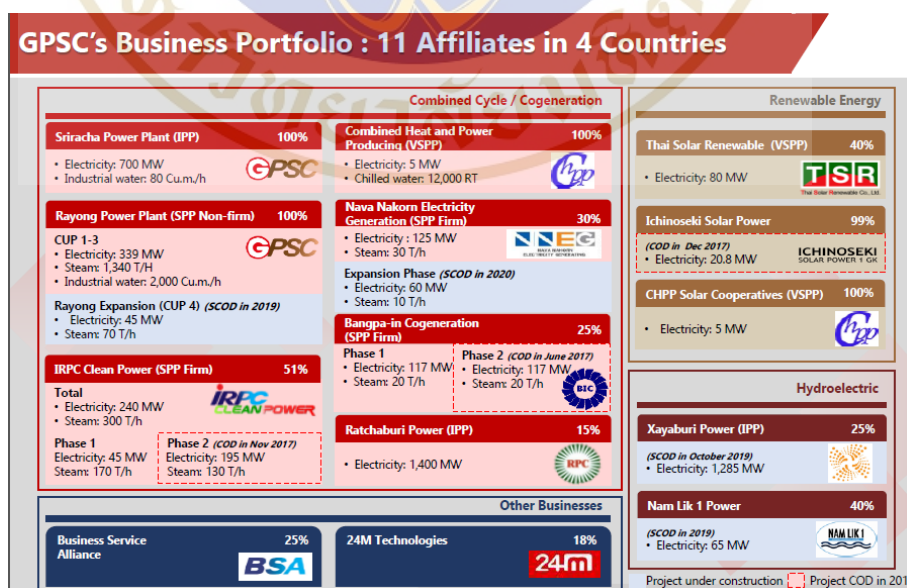 GPSC's Business Portfolio : 11 Affiliates in 4 Countries
Combined Cycle / Cogeneration
Sriracha Power Plant (IPP) 100%
• Electricity: 700 MW
• Industrial water: 80 Cu.m./h
GPSC
Combined Heat and Power
Producing (VSPP) 100%
• Electricity: 5 MW
• Chilled water: 12,000 RT
chpp
Rayong Power Plant (SPP Non-firm) 100%
CUP 1-3
• Electricity: 339 MW
• Steam: 1,340 T/H
• Industrial water: 2,000 Cu.m./h
GPSC
Rayong Expansion (CUP 4) (SCOD in 2019)
• Electricity: 45 MW
• Steam: 70 T/h
Nava Nakorn Electricity
Generation (SPP Firm) 30%
• Electricity : 125 MW
• Steam: 30 T/h
NNEG
Expansion Phase (SCOD in 2020)
• Electricity: 60 MW
• Steam: 10 T/h
Bangpa-in Cogeneration
(SPP Firm) 25%
Phase 1
• Electricity: 117 MW
• Steam: 20 T/h
Phase 2 (COD in June 2017)
• Electricity: 117 MW
• Steam: 20 T/h
BIC
IRPC Clean Power (SPP Firm) 51%
Total
• Electricity: 240 MW
• Steam: 300 T/h
IRPC
CLEAN POWER
Phase 1
Electricity: 45 MW
Steam: 170 T/h
Phase 2 (COD in Nov 2017)
Electricity: 195 MW
Steam: 130 T/h
Ratchaburi Power (IPP) 15%
• Electricity: 1,400 MW
RPC
Renewable Energy
Thai Solar Renewable (VSPP) 40%
• Electricity: 80 MW
TSR
Thai Solar Renewable Co.,Ltd.
Ichinoseki Solar Power 99%
(COD in Dec 2017)
• Electricity: 20.8 MW
ICHINOSEKI
SOLAR POWER 1 GK
CHPP Solar Cooperatives (VSPP) 100%
• Electricity: 5 MW
chpp
Hydroelectric
Xayaburi Power (IPP) 25%
(SCOD in October 2019)
• Electricity: 1,285 MW
Nam Lik 1 Power 40%
(SCOD in 2019)
• Electricity: 65 MW
NAM LIK 1
Other Businesses
Business Service
Alliance 25%
BSA
24M Technologies 18%
24m
Project under construction Project COD in 201